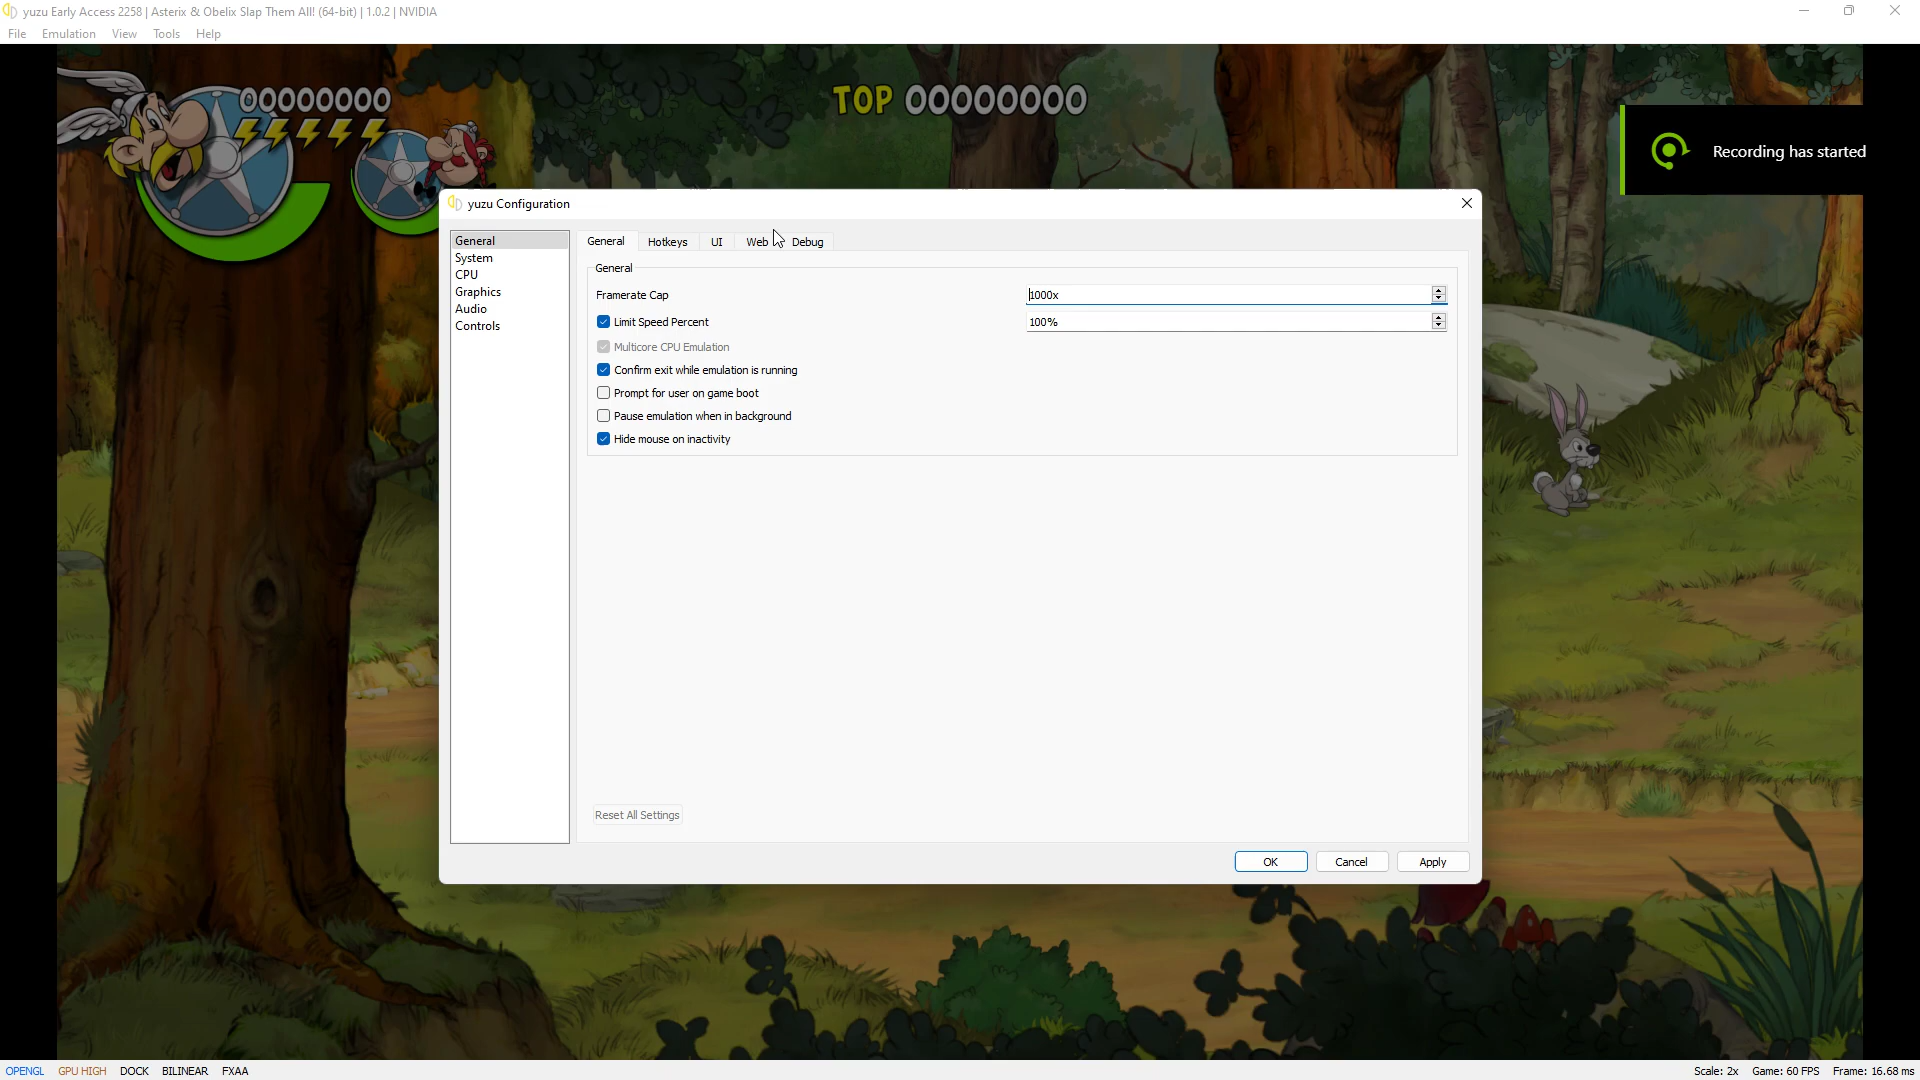 yuzu Early Access 2258 | Asterix & Obelix Slap Them All! (64-bit) | 1.0.2 | NVIDIA
File Emulation View Tools Help
00000000
TOP 00000000
Recording has started
yuzu Configuration
General
System
CPU
Graphics
Audio
Controls
General Hotkeys UI Web Debug
General
Framerate Cap 1000x
Limit Speed Percent 100%
Multicore CPU Emulation
Confirm exit while emulation is running
Prompt for user on game boot
Pause emulation when in background
Hide mouse on inactivity
Reset All Settings
OK Cancel Apply
OPENGL GPU HIGH DOCK BILINEAR FXAA Scale: 2x Game: 60 FPS Frame: 16.68 ms